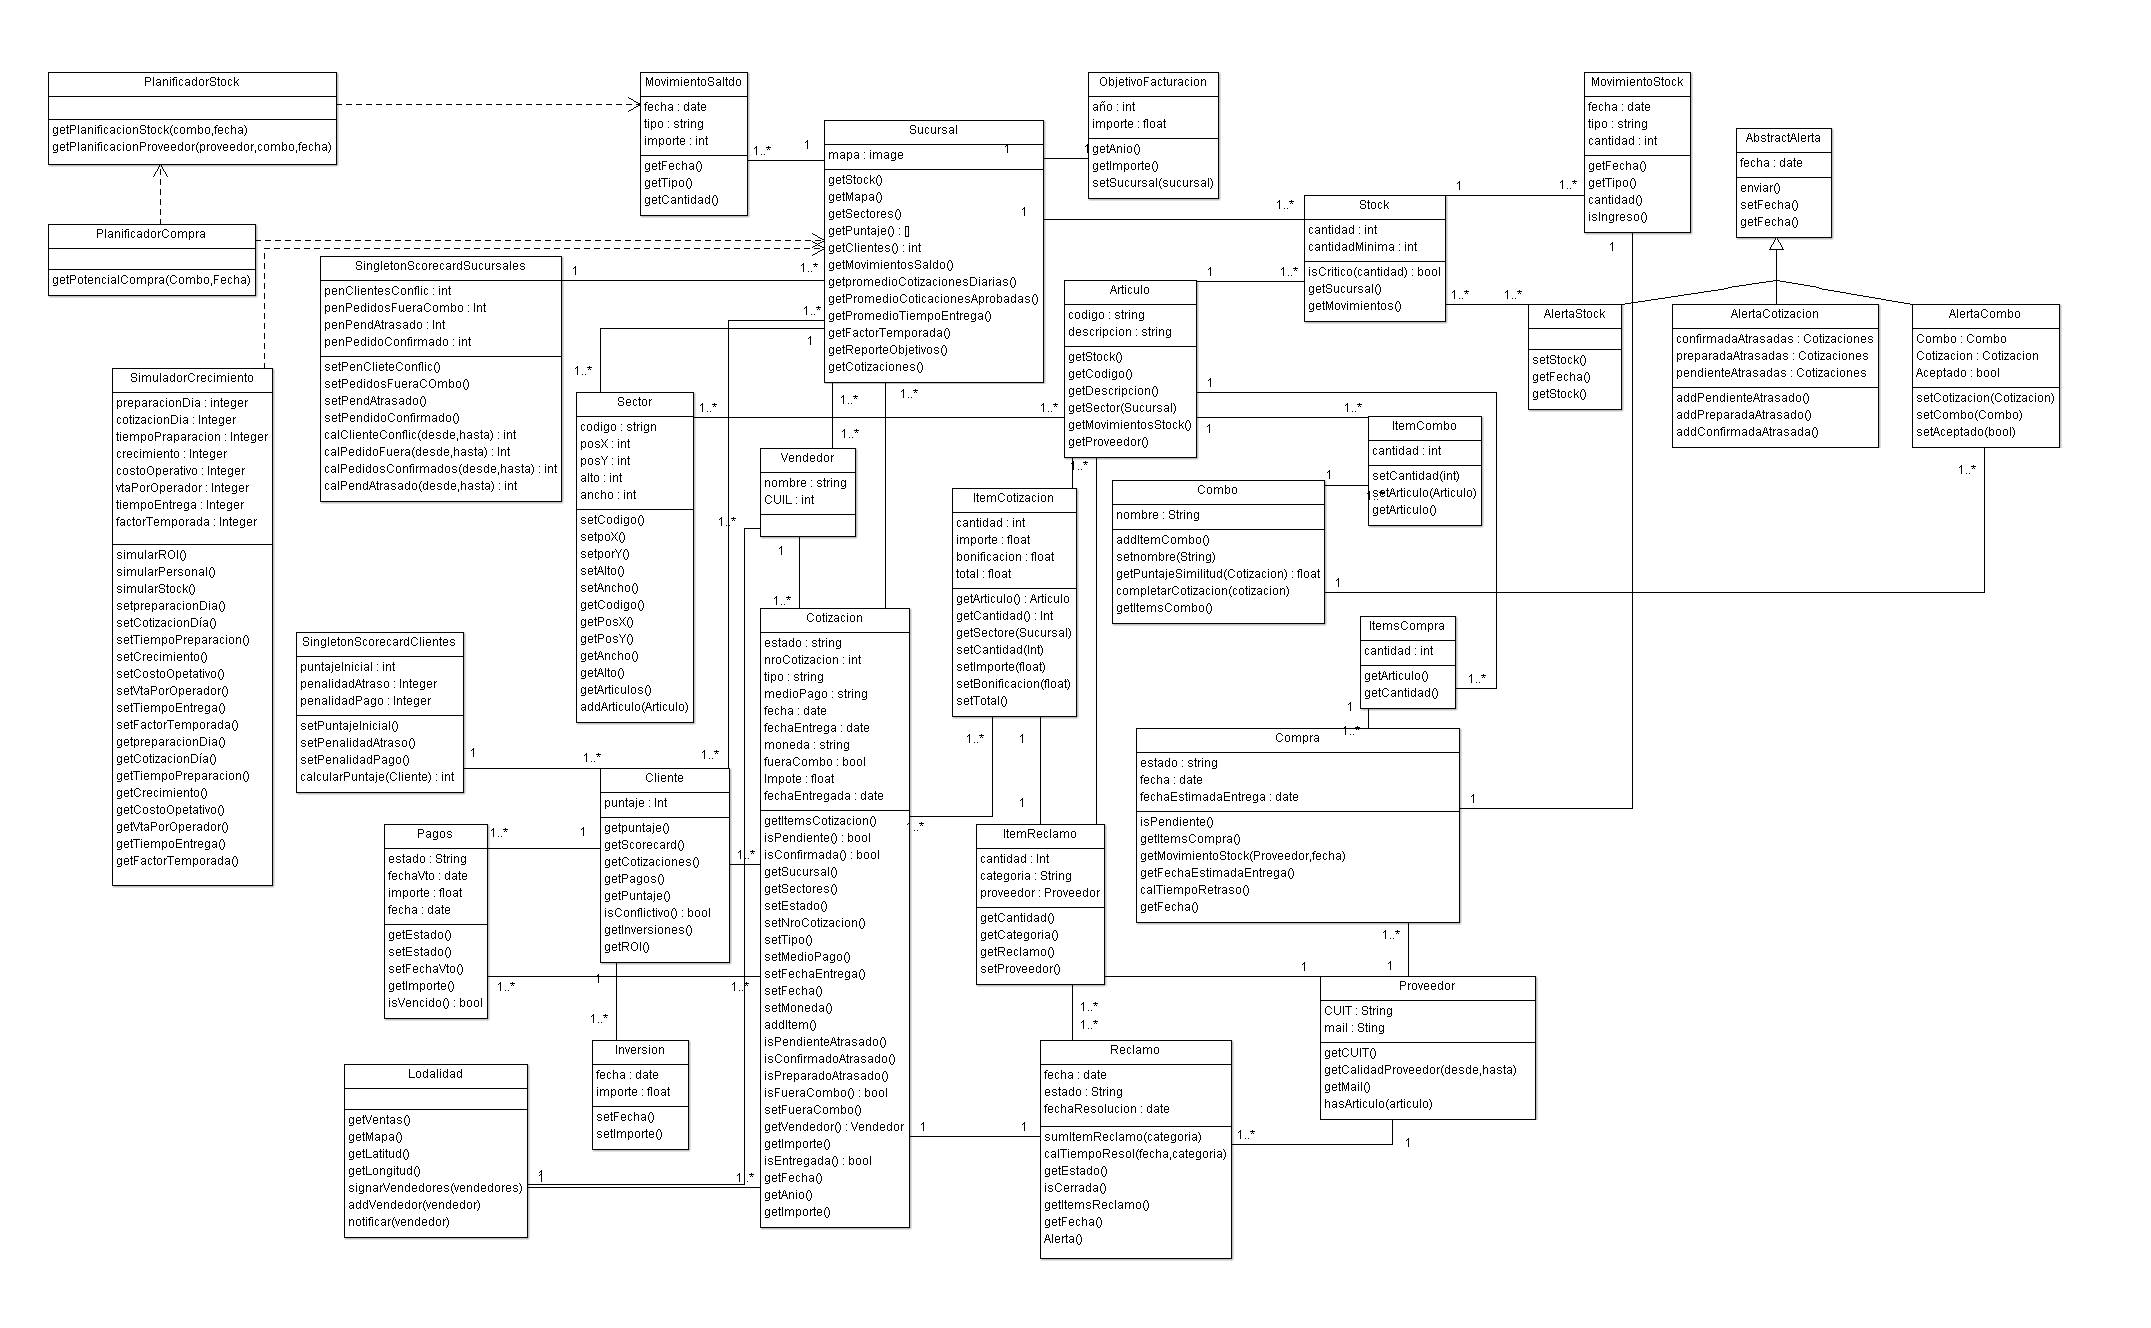 PlanificadorStock
getPlanificacionStock(combo,fecha)
getPlanificacionProveedor(proveedor,combo,fecha)
MovimientoSaltdo
fecha : date
tipo : string
importe : int
getFecha()
getTipo()
getCantidad()
1..*
1
Sucursal
mapa : image
1
getStock()
getMapa()
getSectores()
1
getPuntaje() : []
getClientes() : int
getMovimientosSaldo()
getpromedioCotizacionesDiarias()
getPromedioCoticacionesAprobadas()
getPromedioTiempoEntrega()
getFactorTemporada()
getReporteObjetivos()
getCotizaciones()
ObjetivoFacturacion
año : int
importe : float
1
getAnio()
getImporte()
setSucursal(sucursal)
MovimientoStock
fecha : date
tipo : string
cantidad : int
getFecha()
getTipo()
cantidad()
isIngreso()
1
1..*
1
AbstractAlerta
fecha : date
enviar()
setFecha()
getFecha()
1..*
Stock
cantidad : int
cantidadMinima : int
isCritico(cantidad) : bool
getSucursal()
getMovimientos()
1
1..*
1..*
1..*
PlanificadorCompra
getPotencialCompra(Combo,Fecha)
SingletonScorecardSucursales
penClientesConflic : int
penPedidosFueraCombo : Int
penPendAtrasado : Int
penPedidoConfirmado : int
setPenClieteConflic()
setPedidosFueraCOmbo()
setPendAtrasado()
setPendidoConfirmado()
calClienteConflic(desde,hasta) : int
calPedidoFuera(desde,hasta) : Int
calPedidosConfirmados(desde,hasta) : int
calPendAtrasado(desde,hasta) : int
1
1..*
1..*
1
1..*
Articulo
codigo : string
descripcion : string
getStock()
getCodigo()
getDescripcion()
getSector(Sucursal)
getMovimientosStock()
getProveedor()
1
1..*
1
1..*
AlertaStock
setStock()
getFecha()
getStock()
AlertaCotizacion
confirmadaAtrasadas : Cotizaciones
preparadaAtrasadas : Cotizaciones
pendienteAtrasadas : Cotizaciones
addPendienteAtrasado()
addPreparadaAtrasado()
addConfirmadaAtrasada()
AlertaCombo
Combo : Combo
Cotizacion : Cotizacion
Aceptado : bool
setCotizacion(Cotizacion)
setCombo(Combo)
setAceptado(bool)
1..*
SimuladorCrecimiento
preparacionDia : integer
cotizacionDia : Integer
tiempoPraparacion : Integer
crecimiento : Integer
costoOperativo : Integer
vtaPorOperador : Integer
tiempoEntrega : Integer
factorTemporada : Integer
simularROI()
simularPersonal()
simularStock()
setpreparacionDia()
setCotizacionDía()
setTiempoPreparacion()
setCrecimiento()
setCostoOpetativo()
setVtaPorOperador()
setTiempoEntrega()
setFactorTemporada()
getpreparacionDia()
getCotizacionDía()
getTiempoPreparacion()
getCrecimiento()
getCostoOpetativo()
getVtaPorOperador()
getTiempoEntrega()
getFactorTemporada()
Sector
codigo : strign
posX : int
posY : int
alto : int
ancho : int
setCodigo()
setpoX()
setporY()
setAlto()
setAncho()
getCodigo()
getPosX()
getPosY()
getAncho()
getAlto()
getArticulos()
addArticulo(Articulo)
1..*
1..*
1..*
1..*
1..*
Vendedor
nombre : string
CUIL : int
1..*
1
1..*
ItemCombo
cantidad : int
setCantidad(int)
setArticulo(Articulo)
getArticulo()
1
1..*
Combo
nombre : String
addItemCombo()
setnombre(String)
getPuntajeSimilitud(Cotizacion) : float
completarCotizacion(cotizacion)
getItemsCombo()
1
ItemCotizacion
cantidad : int
importe : float
bonificacion : float
total : float
getArticulo() : Articulo
getCantidad() : Int
getSectore(Sucursal)
setCantidad(Int)
setImporte(float)
setBonificacion(float)
setTotal()
1..*
1..*
1
1
1..*
Cotizacion
estado : string
nroCotizacion : int
tipo : string
medioPago : string
fecha : date
fechaEntrega : date
moneda : string
fueraCombo : bool
Impote : float
fechaEntregada : date
getItemsCotizacion()
isPendiente() : bool
isConfirmada() : bool
getSucursal()
getSectores()
setEstado()
setNroCotizacion()
setTipo()
setMedioPago()
setFechaEntrega()
setFecha()
setMoneda()
addItem()
isPendienteAtrasado()
isConfirmadoAtrasado()
isPreparadoAtrasado()
isFueraCombo() : bool
setFueraCombo()
getVendedor() : Vendedor
getImporte()
isEntregada() : bool
getFecha()
getAnio()
getImporte()
SingletonScorecardClientes
puntajeInicial : int
penalidadAtraso : Integer
penalidadPago : Integer
setPuntajeInicial()
setPenalidadAtraso()
setPenalidadPago()
calcularPuntaje(Cliente) : int
1
1..*
1..*
Cliente
puntaje : Int
getpuntaje()
getScorecard()
getCotizaciones()
getPagos()
getPuntaje()
isConflictivo() : bool
getInversiones()
getROI()
1..*
1
1..*
Pagos
estado : String
fechaVto : date
importe : float
fecha : date
getEstado()
setEstado()
setFechaVto()
getImporte()
isVencido() : bool
1..*
1
1..*
1..*
Inversion
fecha : date
importe : float
setFecha()
setImporte()
Lodalidad
getVentas()
getMapa()
getLatitud()
getLongitud()
signarVendedores(vendedores)
addVendedor(vendedor)
notificar(vendedor)
1
1
1..*
ItemsCompra
cantidad : int
getArticulo()
getCantidad()
1..*
1
1..*
Compra
estado : string
fecha : date
fechaEstimadaEntrega : date
isPendiente()
getItemsCompra()
getMovimientoStock(Proveedor,fecha)
getFechaEstimadaEntrega()
calTiempoRetraso()
getFecha()
1
1..*
1
ItemReclamo
cantidad : Int
categoria : String
proveedor : Proveedor
getCantidad()
getCategoria()
getReclamo()
setProveedor()
1
1..*
1..*
Proveedor
CUIT : String
mail : Sting
getCUIT()
getCalidadProveedor(desde,hasta)
getMail()
hasArticulo(articulo)
1
Reclamo
fecha : date
estado : String
fechaResolucion : date
sumItemReclamo(categoria)
calTiempoResol(fecha,categoria)
getEstado()
isCerrada()
getItemsReclamo()
getFecha()
Alerta()
1
1
1..*